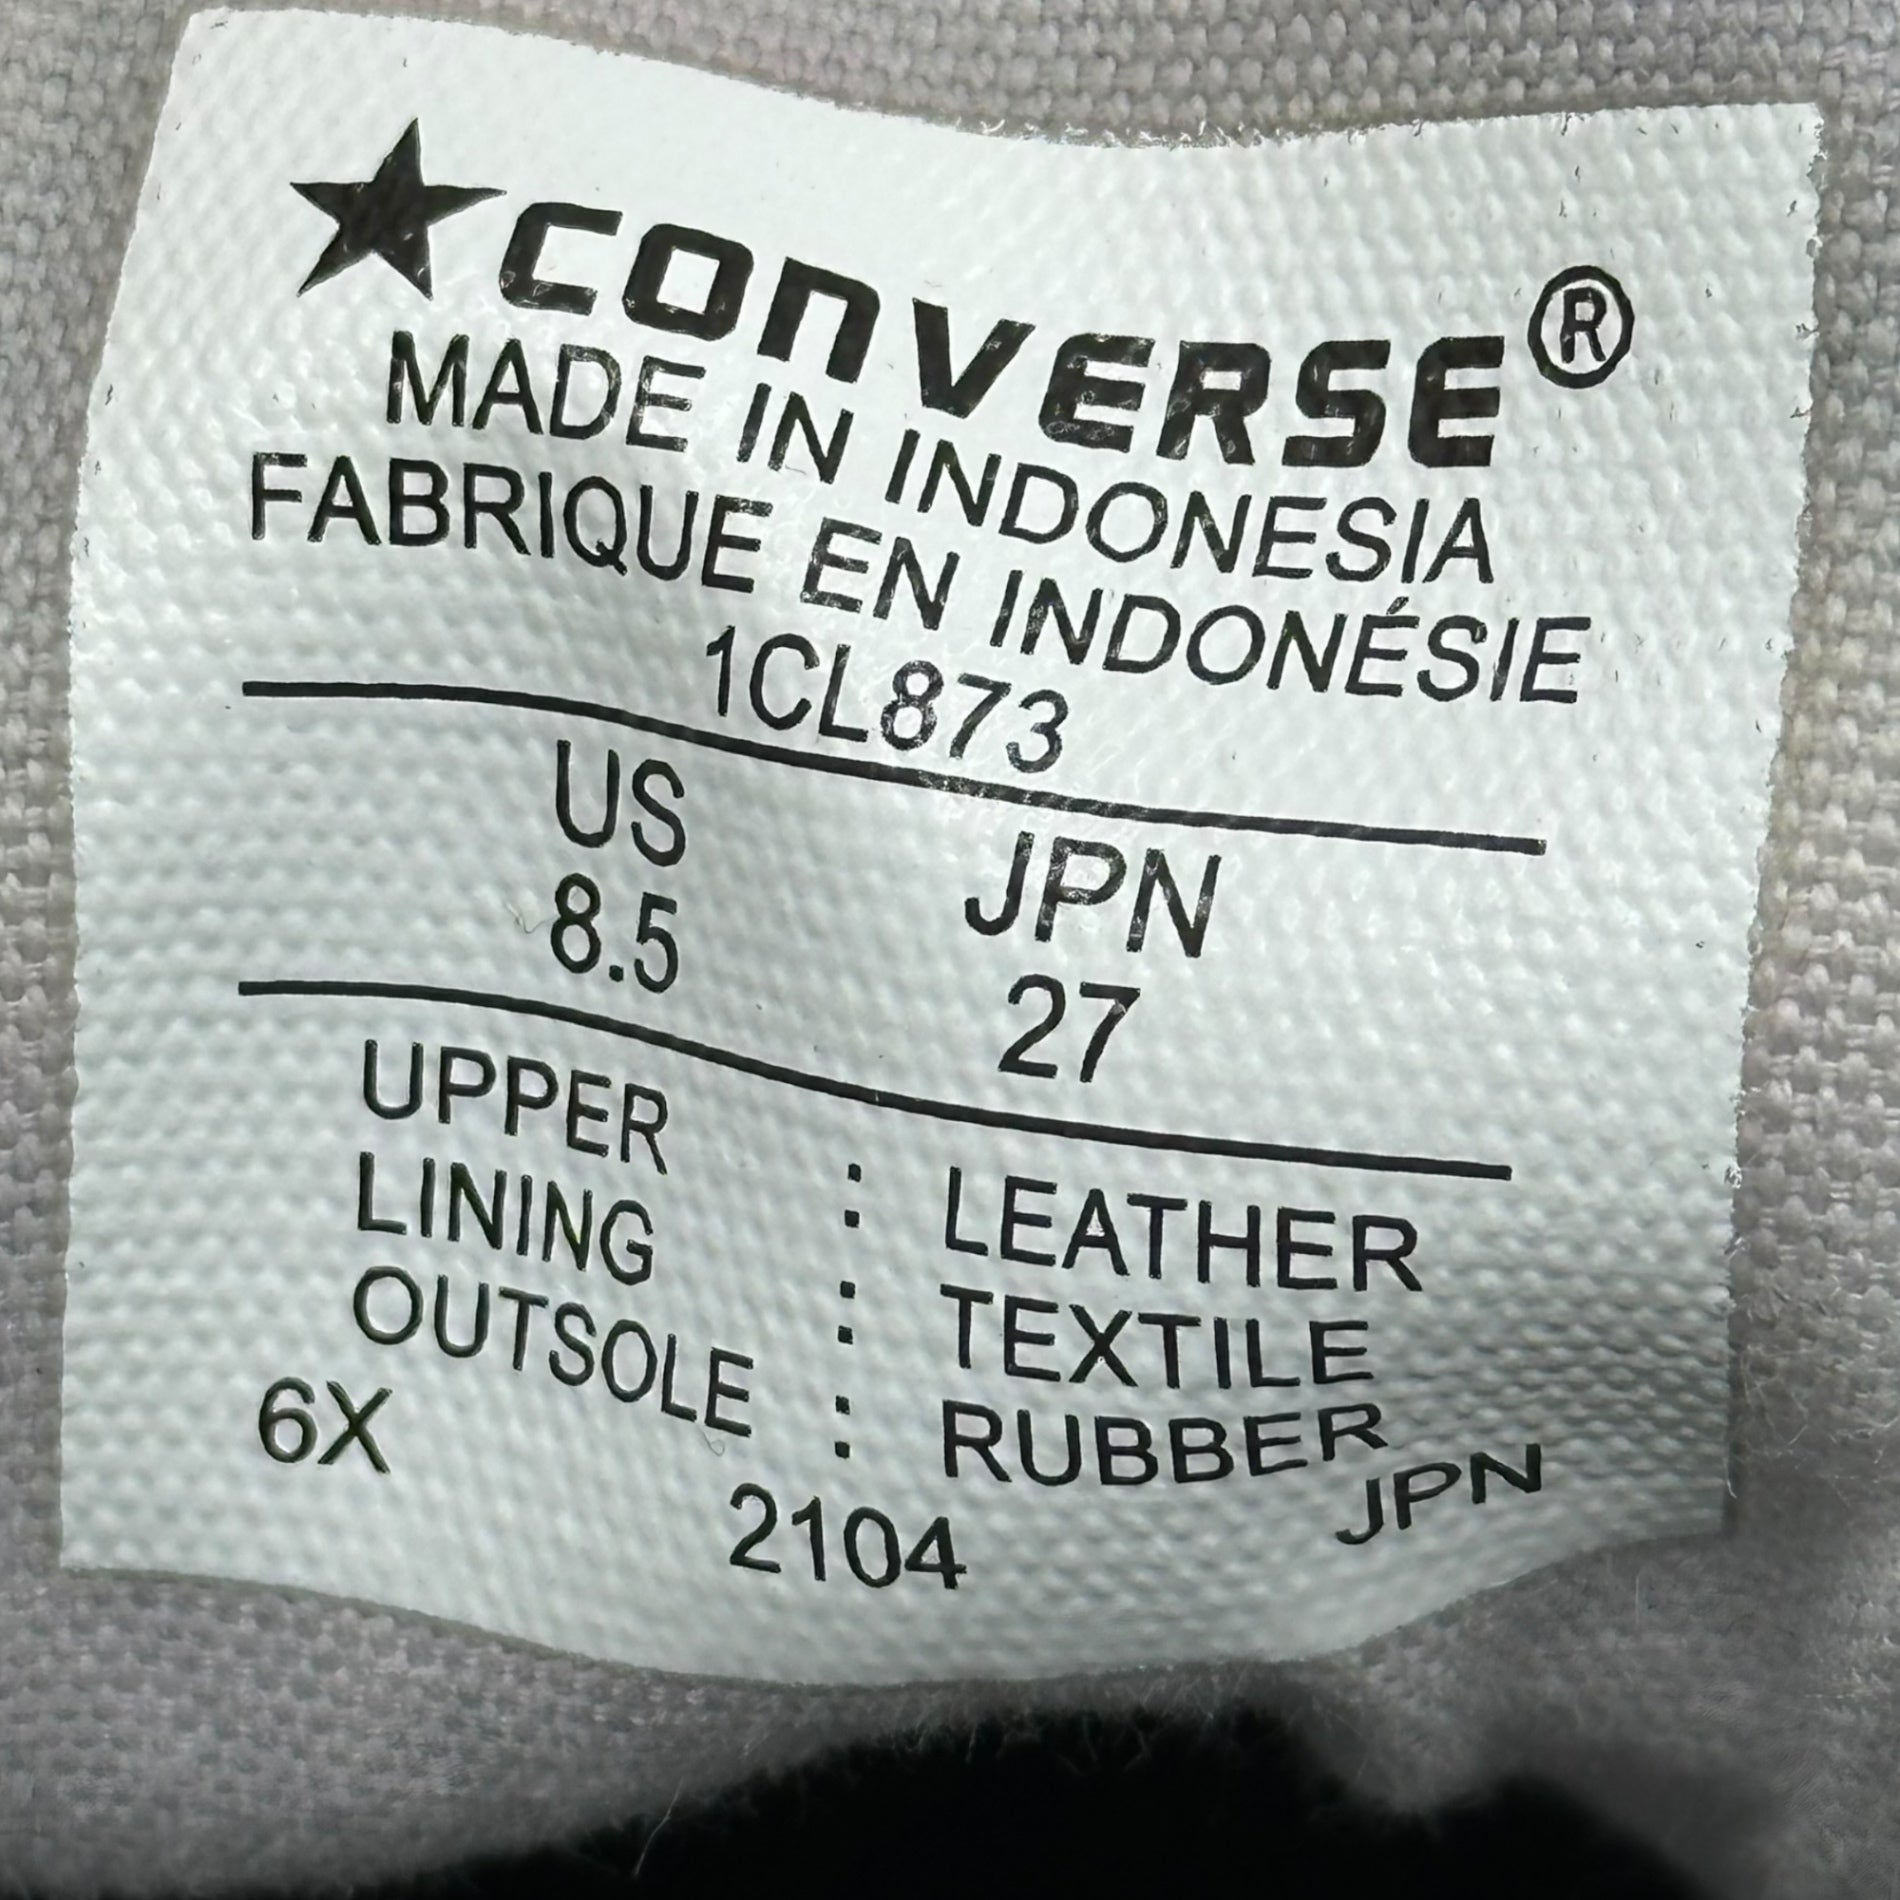 ★CONVERSE®
MADE IN INDONESIA
FABRIQUE EN INDONÉSIE
1CL873
US JPN
8.5 27
UPPER : LEATHER
LINING : TEXTILE
OUTSOLE : RUBBER
6X 2104 JPN